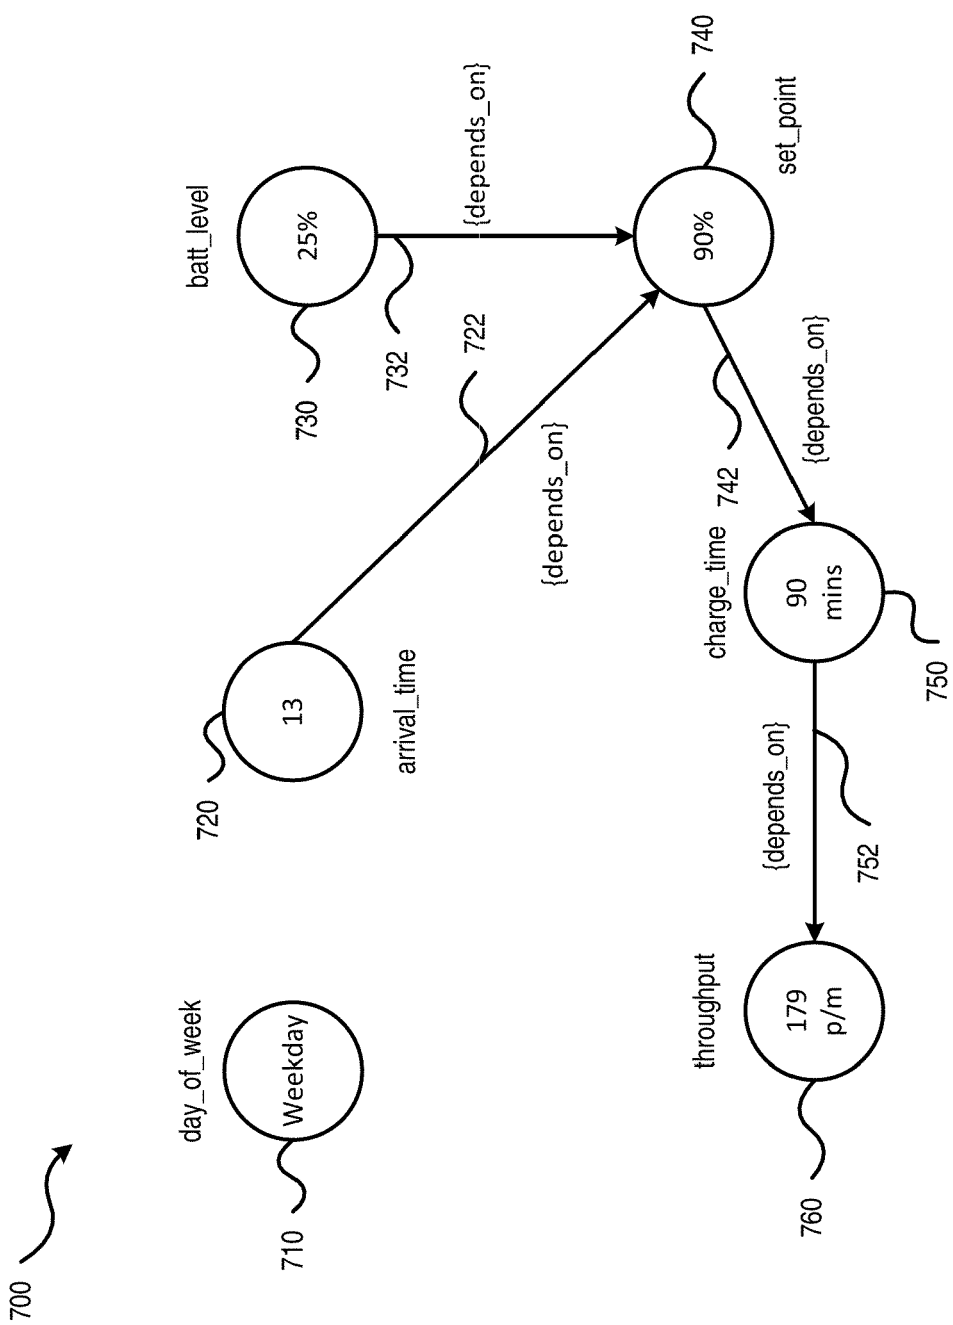 700
day_of_week
Weekday
710
720
13
arrival_time
batt_level
25%
730
732
{depends_on}
722
{depends_on}
740
90%
set_point
742
{depends_on}
charge_time
90
mins
750
{depends_on}
752
throughput
179
p/m
760